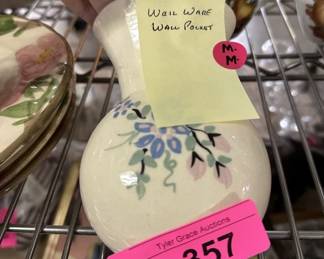 WEIL WARE
WALL POCKET
M.
M.
Tyler Grace Auctions
357